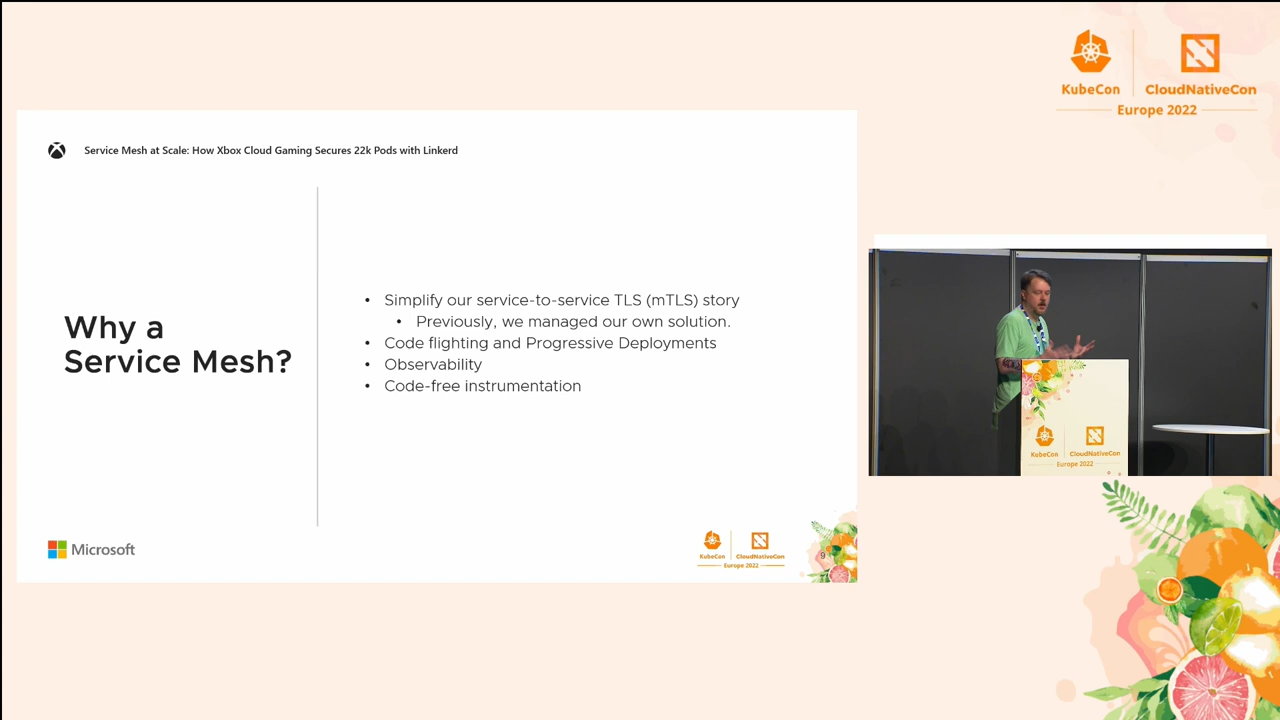 KubeCon
CloudNativeCon
Europe 2022
Service Mesh at Scale: How Xbox Cloud Gaming Secures 22k Pods with Linkerd
Why a
Service Mesh?
• Simplify our service-to-service TLS (mTLS) story
• Previously, we managed our own solution.
• Code flighting and Progressive Deployments
• Observability
• Code-free instrumentation
Microsoft
KubeCon
CloudNativeCon
Europe 2022
9
KubeCon
CloudNativeCon
Europe 2022